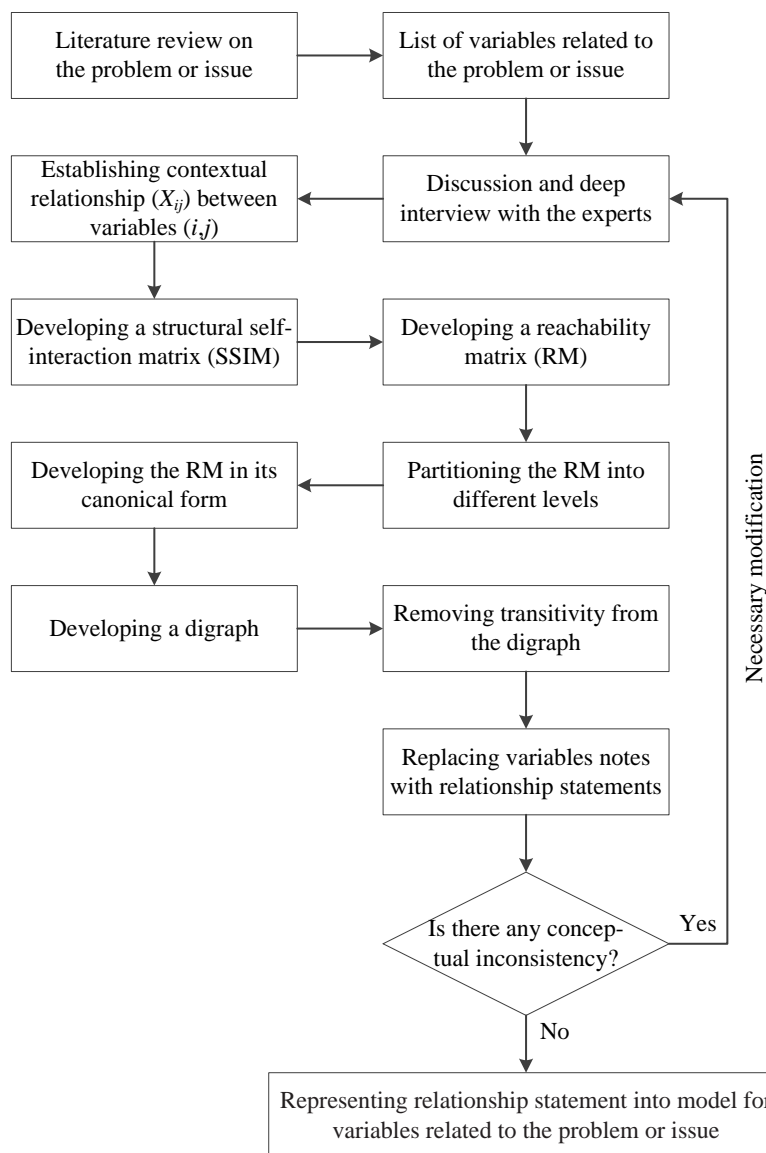 Literature review on
the problem or issue
List of variables related to
the problem or issue
Discussion and deep
interview with the experts
Establishing contextual
relationship (Xij) between
variables (i,j)
Developing a structural self-
interaction matrix (SSIM)
Developing a reachability
matrix (RM)
Partitioning the RM into
different levels
Developing the RM in its
canonical form
Developing a digraph
Removing transitivity from
the digraph
Replacing variables notes
with relationship statements
Is there any concep-
tual inconsistency?
Yes
Necessary modification
No
Representing relationship statement into model for
variables related to the problem or issue